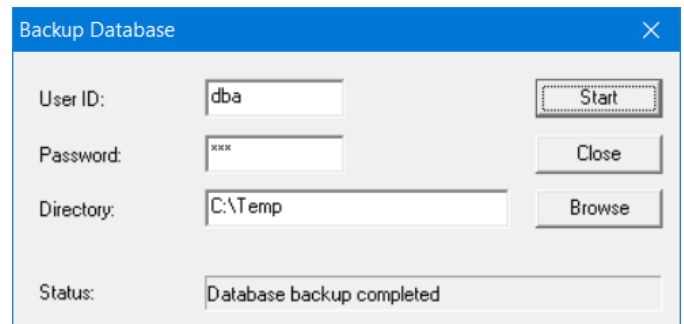 Backup Database
User ID: dba Start
Password: *** Close
Directory: C:\Temp Browse
Status: Database backup completed